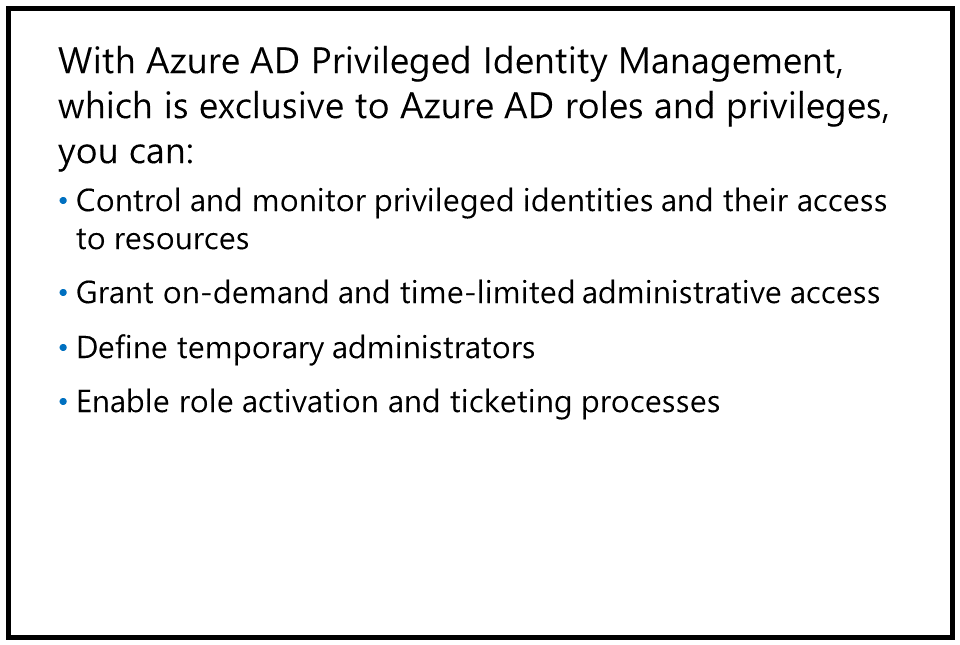 With Azure AD Privileged Identity Management,
which is exclusive to Azure AD roles and privileges,
you can:
• Control and monitor privileged identities and their access
to resources
• Grant on-demand and time-limited administrative access
• Define temporary administrators
• Enable role activation and ticketing processes